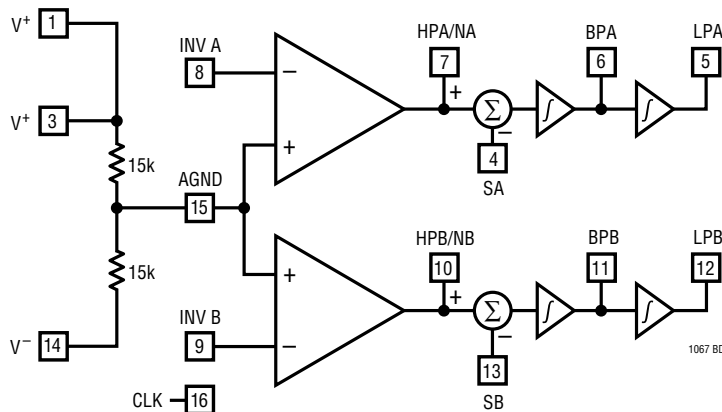 V+ 1
HPA/NA
BPA
LPA
INV A
7
6
5
8
−
+
Σ
∫
∫
V+ 3
−
+
4
15k
AGND
SA
15
HPB/NB
BPB
LPB
10
11
12
15k
+
+
Σ
∫
∫
INV B
−
−
V− 14
9
13
1067 BD
CLK 16
SB